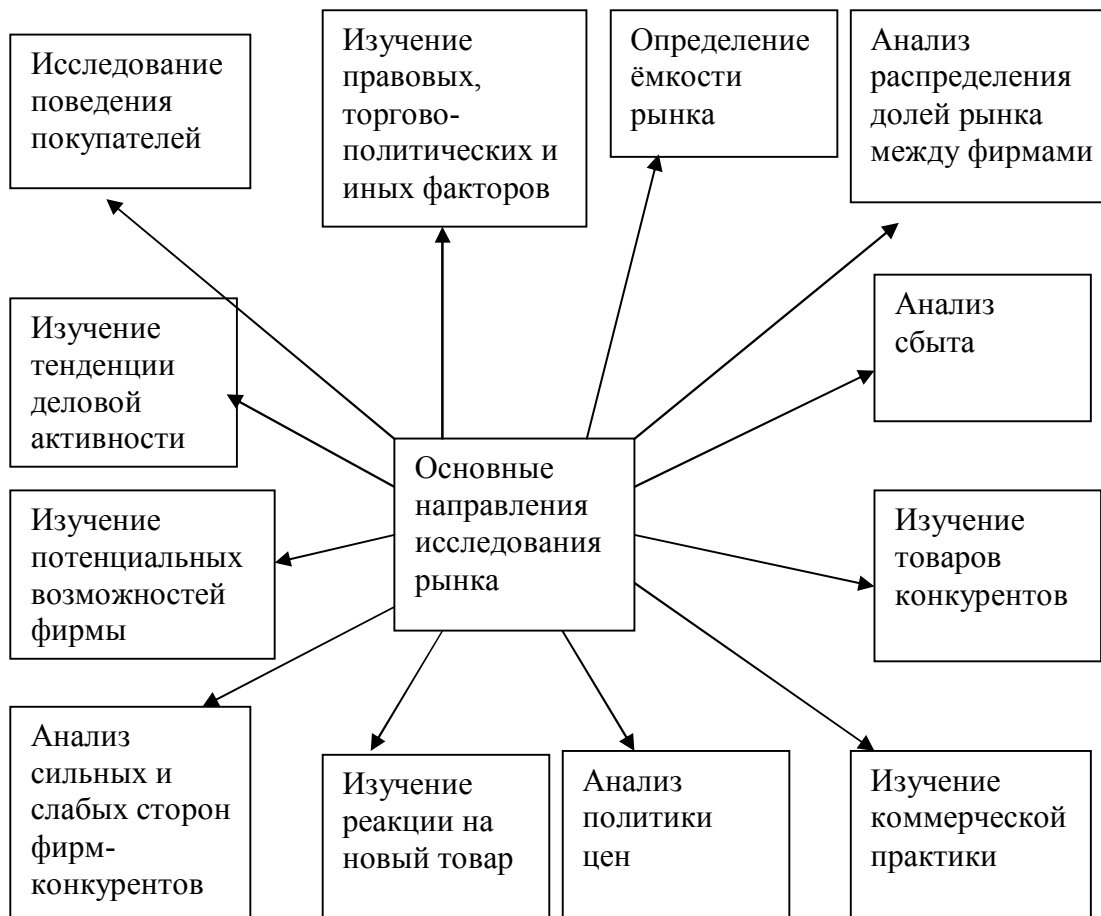 Исследование
поведения
покупателей
Изучение
правовых,
торгово-
политических и
иных факторов
Определение
ёмкости
рынка
Анализ
распределения
долей рынка
между фирмами
Изучение
тенденции
деловой
активности
Анализ
сбыта
Основные
направления
исследования
рынка
Изучение
потенциальных
возможностей
фирмы
Изучение
товаров
конкурентов
Анализ
сильных и
слабых сторон
фирм-
конкурентов
Изучение
реакции на
новый товар
Анализ
политики
цен
Изучение
коммерческой
практики